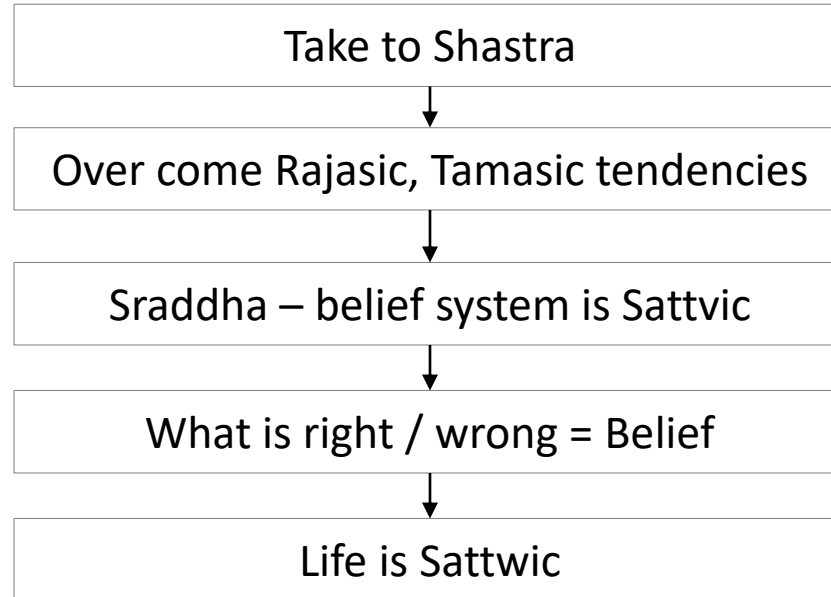 Take to Shastra
Over come Rajasic, Tamasic tendencies
Sraddha – belief system is Sattvic
What is right / wrong = Belief
Life is Sattwic